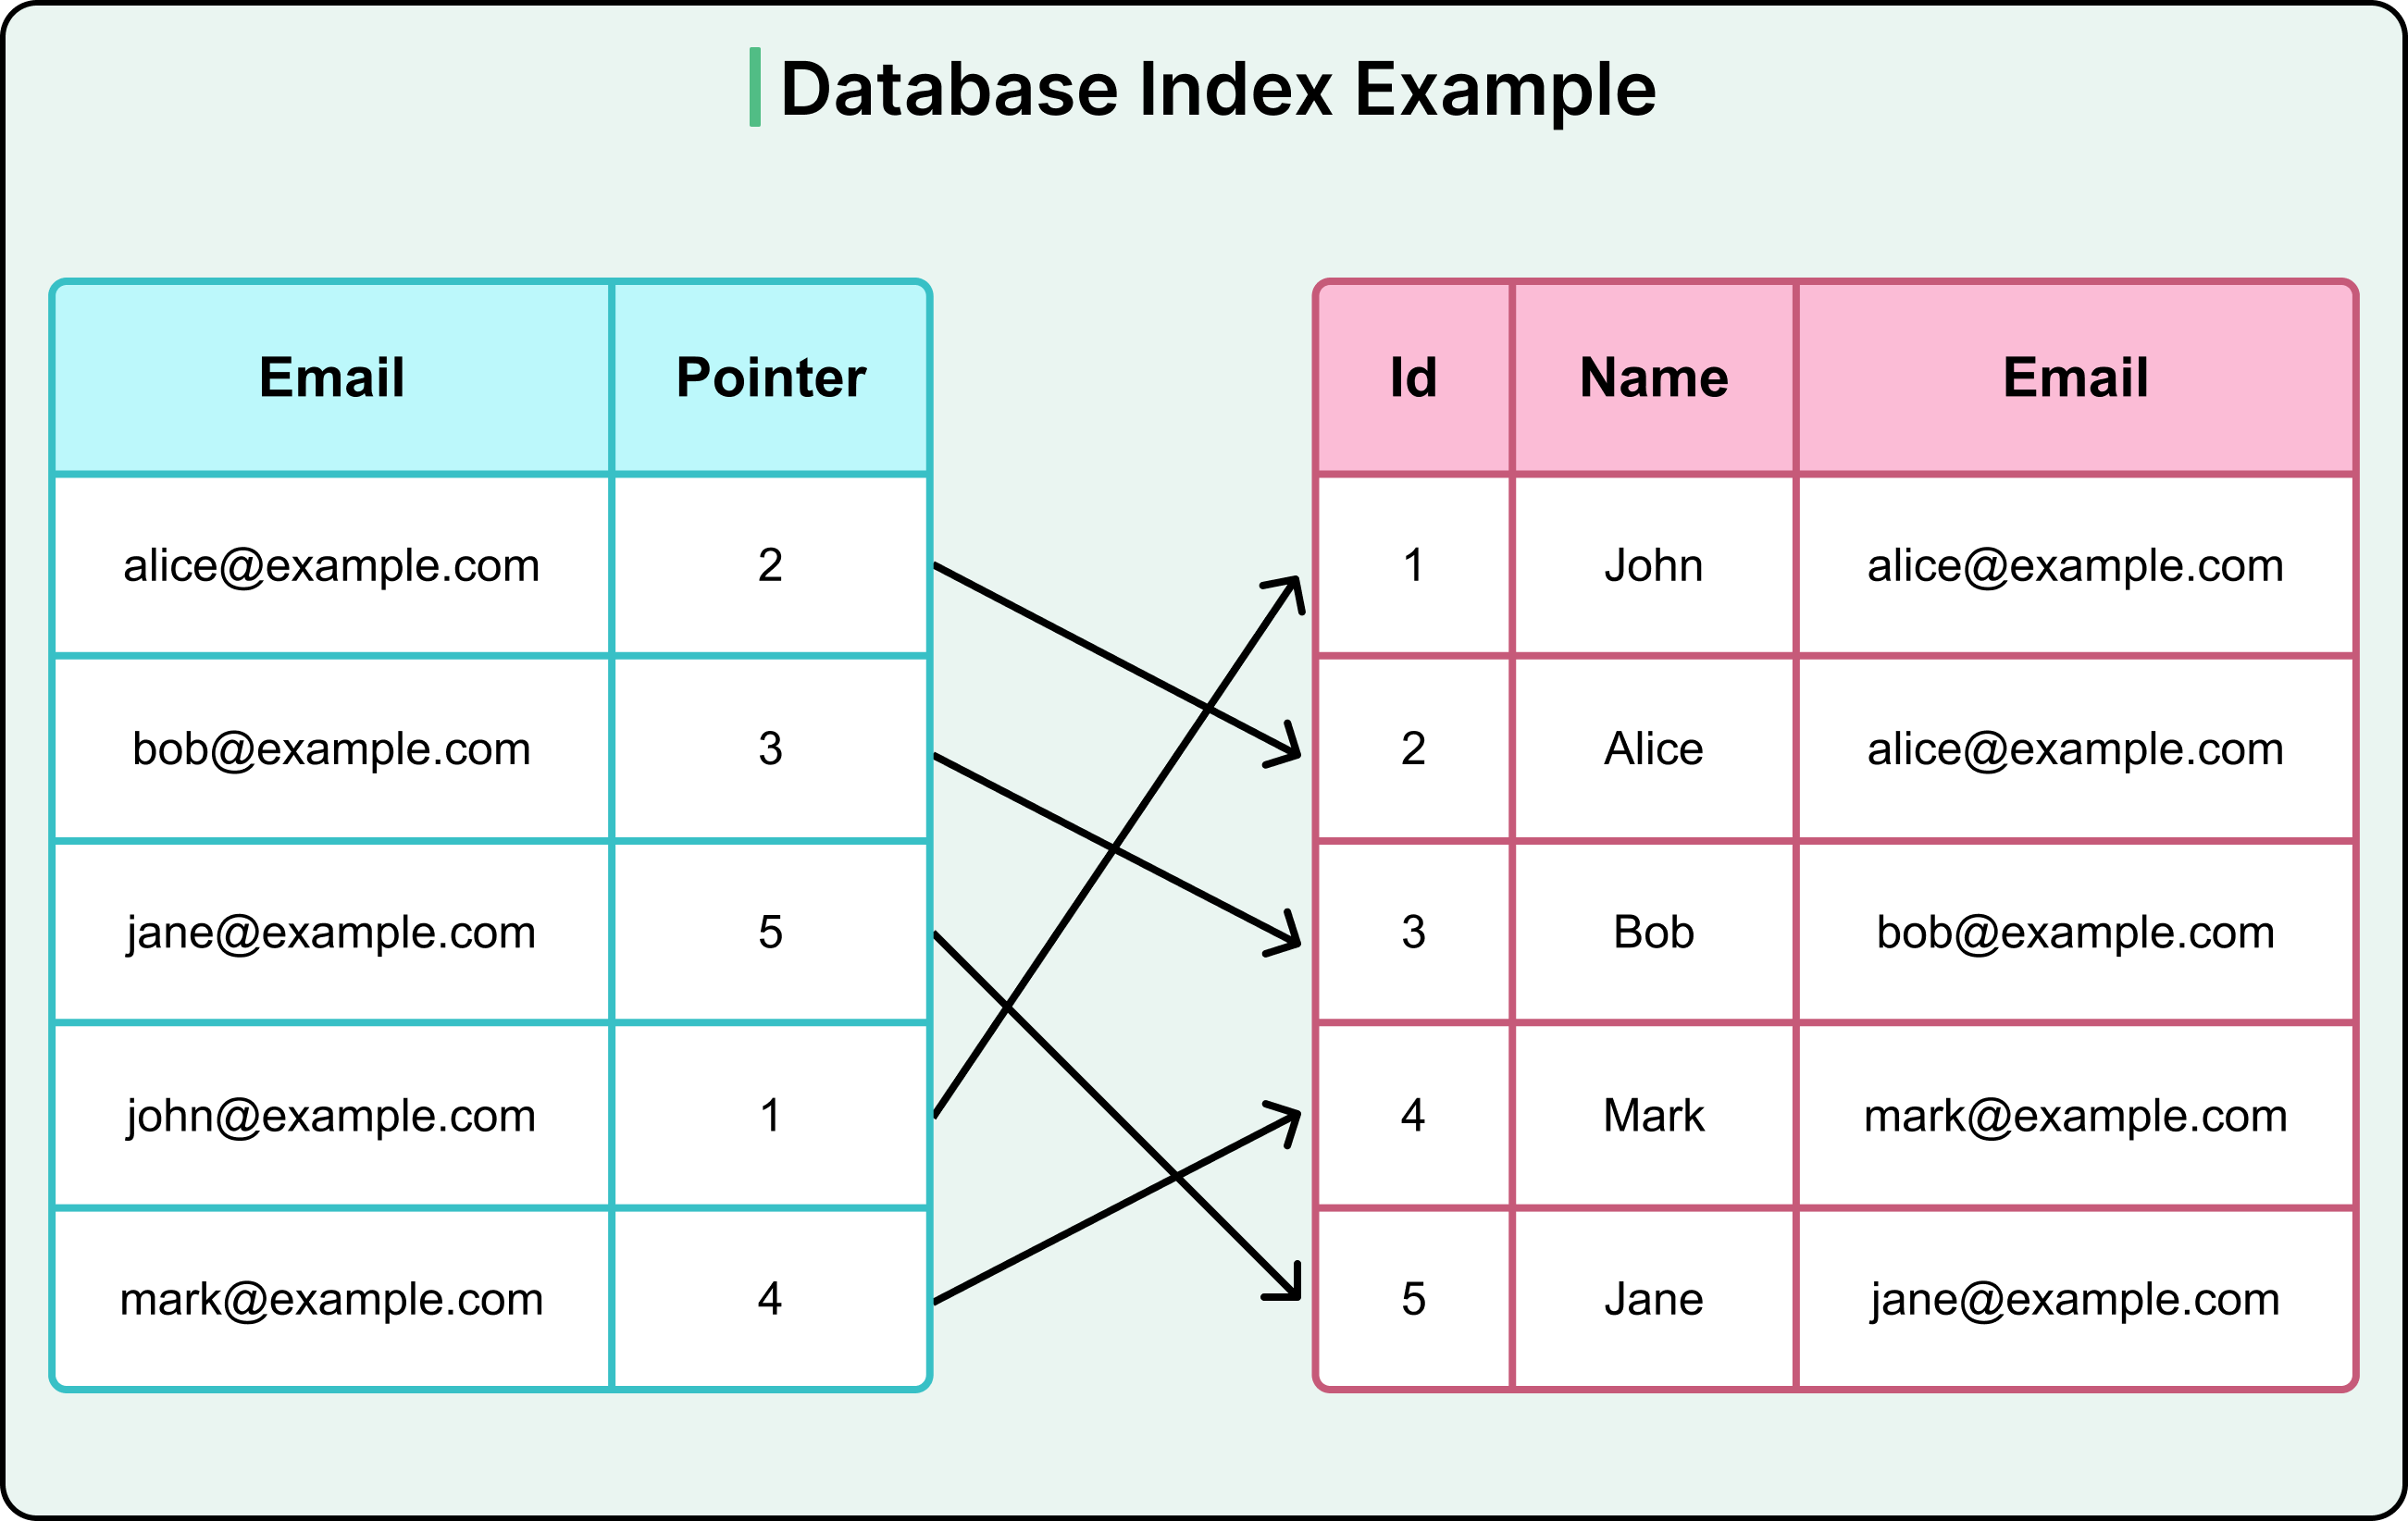 Database Index Example
Email Pointer
alice@example.com 2
bob@example.com 3
jane@example.com 5
john@example.com 1
mark@example.com 4
Id Name Email
1 John alice@example.com
2 Alice alice@example.com
3 Bob bob@example.com
4 Mark mark@example.com
5 Jane jane@example.com